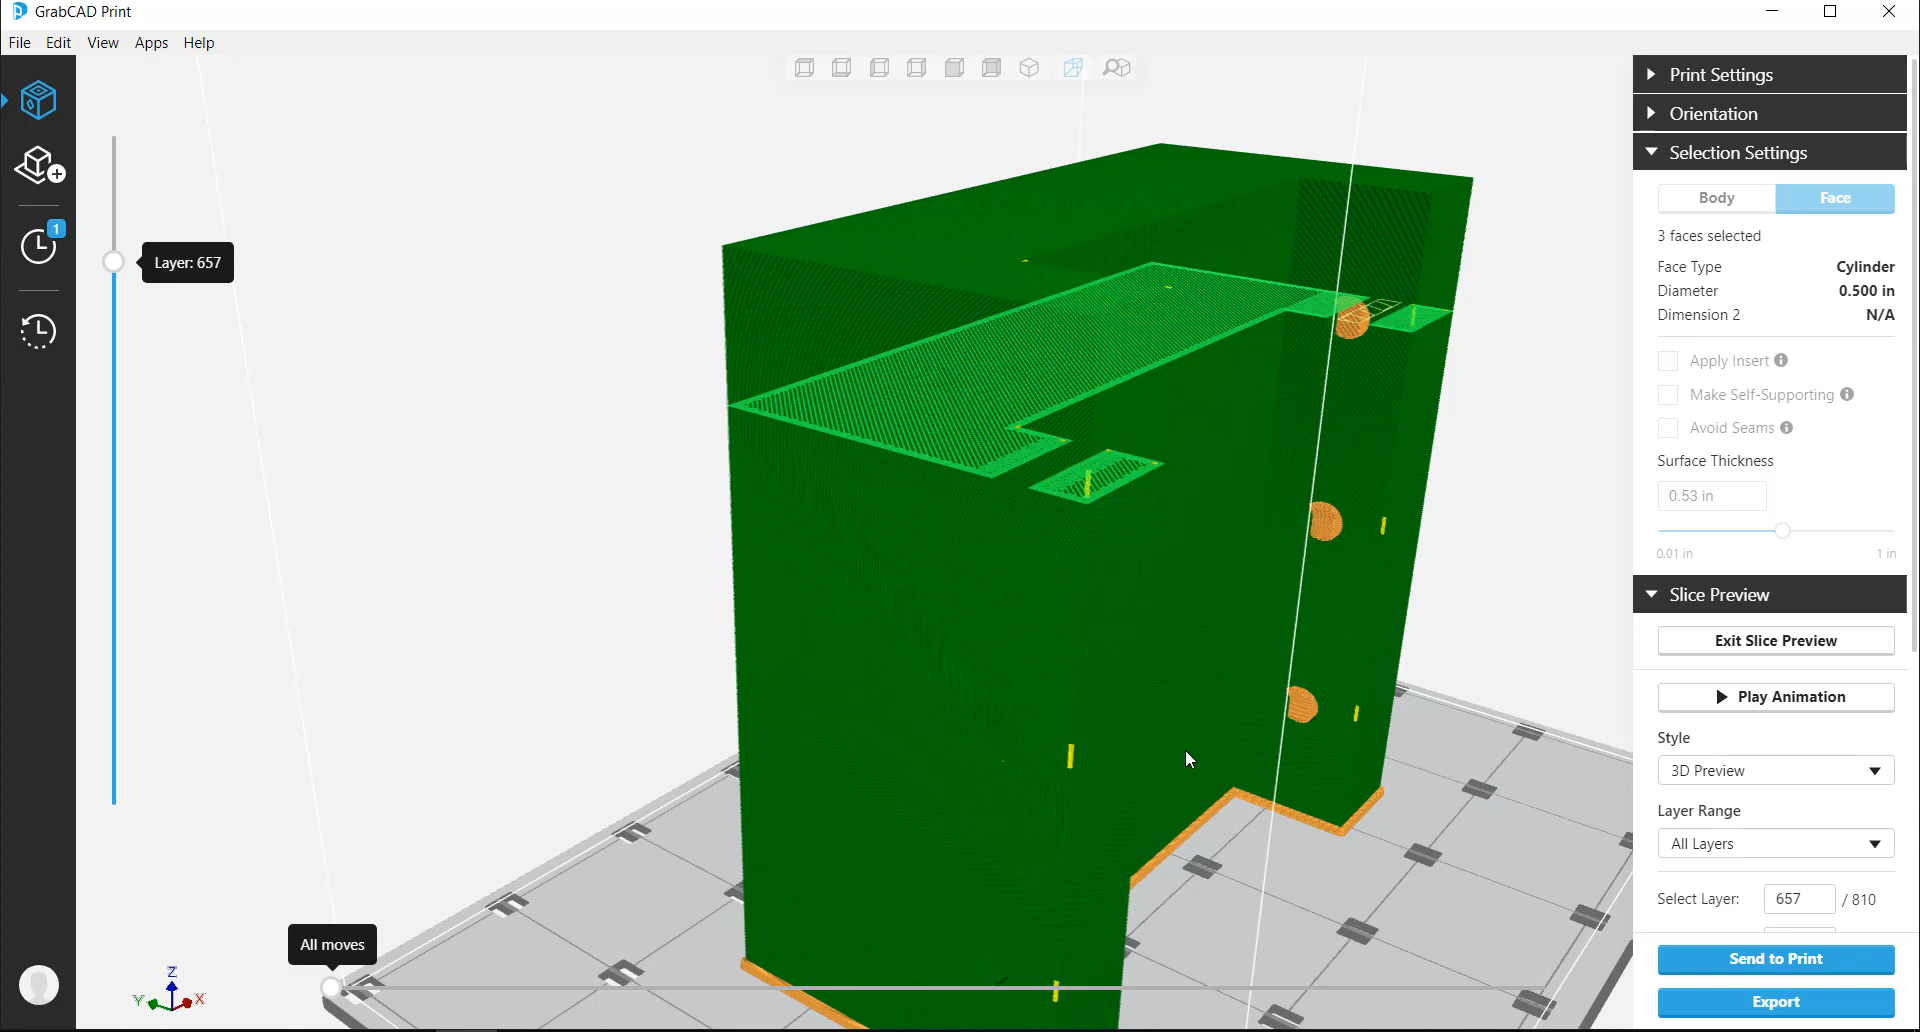 GrabCAD Print
File Edit View Apps Help
Print Settings
Orientation
Selection Settings
Body Face
3 faces selected
Face Type Cylinder
Diameter 0.500 in
Dimension 2 N/A
Apply Insert
Make Self-Supporting
Avoid Seams
Surface Thickness
0.53 in
0.01 in 1 in
Slice Preview
Exit Slice Preview
Play Animation
Style
3D Preview
Layer Range
All Layers
Select Layer: 657 / 810
Send to Print
Export
1
Layer: 657
All moves
Z
Y X